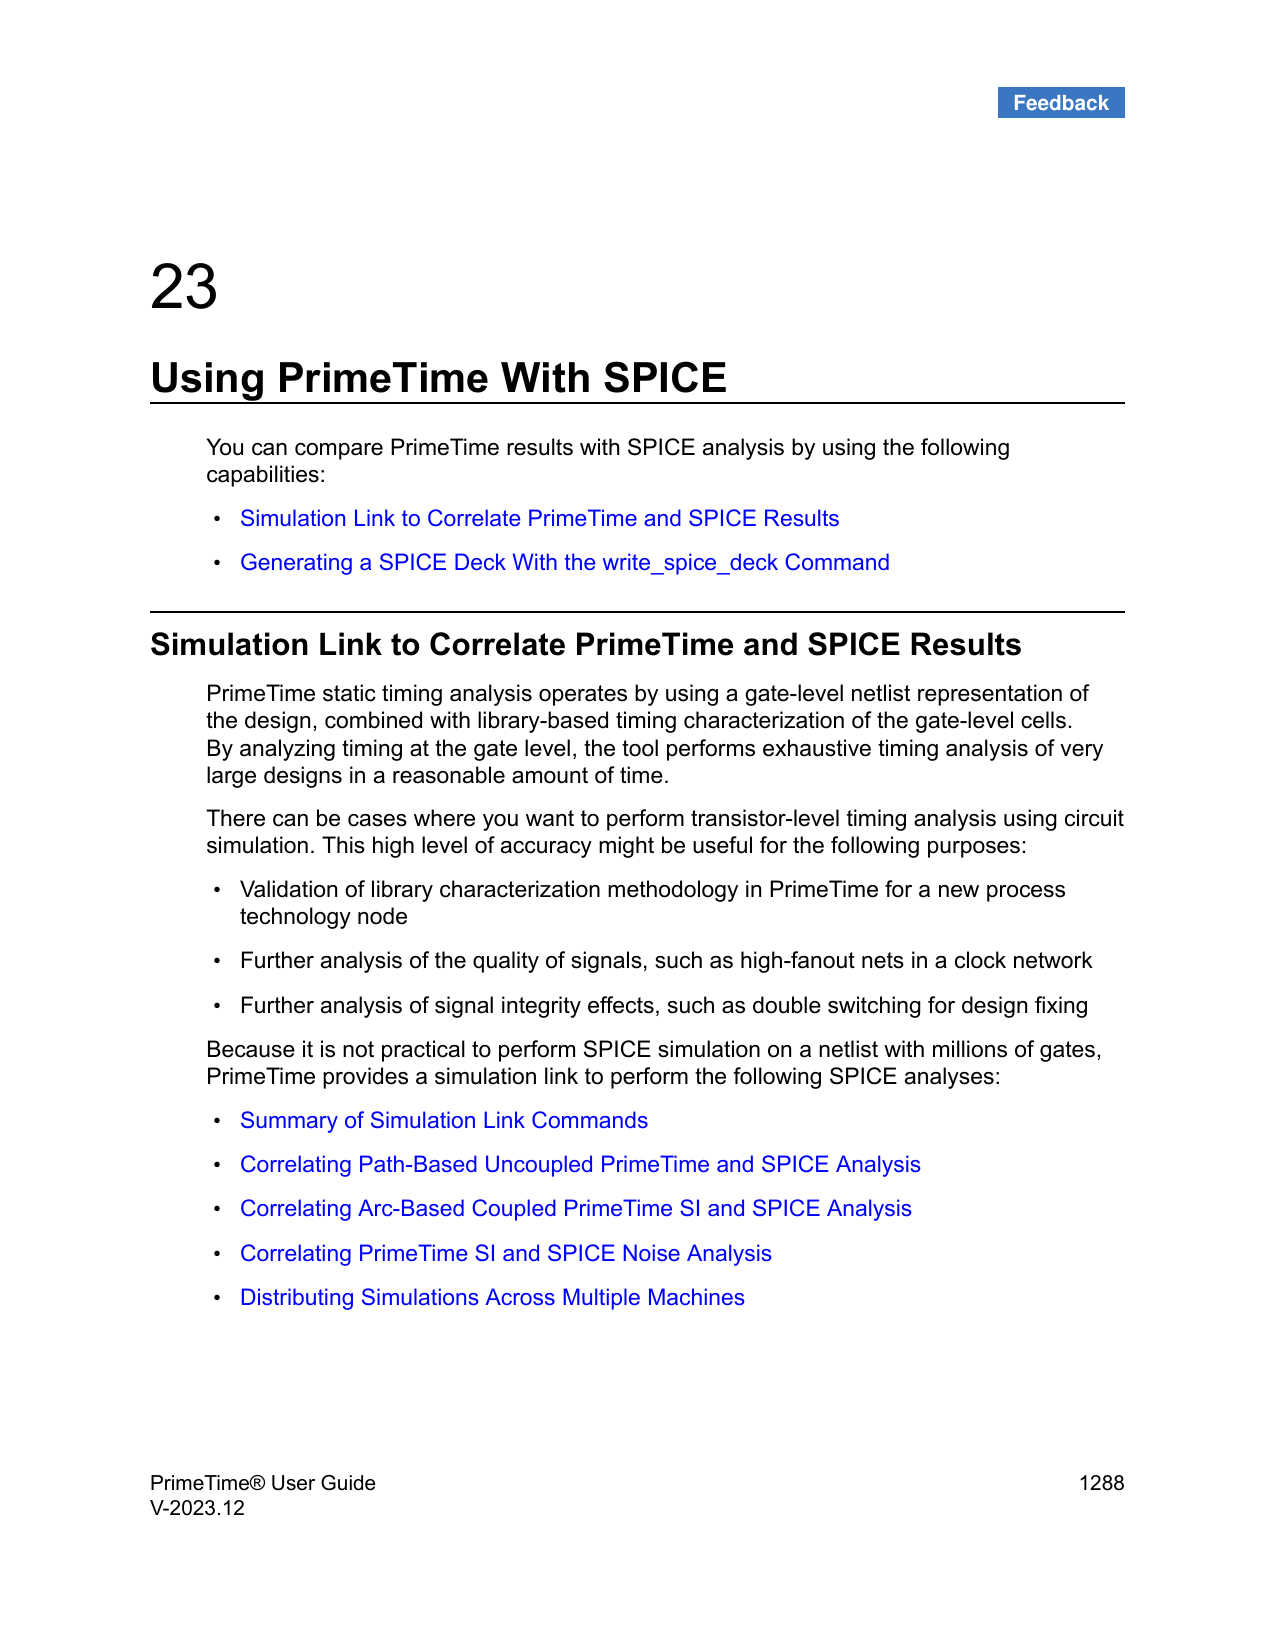 Feedback
23
Using PrimeTime With SPICE
You can compare PrimeTime results with SPICE analysis by using the following
capabilities:
• Simulation Link to Correlate PrimeTime and SPICE Results
• Generating a SPICE Deck With the write_spice_deck Command
Simulation Link to Correlate PrimeTime and SPICE Results
PrimeTime static timing analysis operates by using a gate-level netlist representation of
the design, combined with library-based timing characterization of the gate-level cells.
By analyzing timing at the gate level, the tool performs exhaustive timing analysis of very
large designs in a reasonable amount of time.
There can be cases where you want to perform transistor-level timing analysis using circuit
simulation. This high level of accuracy might be useful for the following purposes:
• Validation of library characterization methodology in PrimeTime for a new process
technology node
• Further analysis of the quality of signals, such as high-fanout nets in a clock network
• Further analysis of signal integrity effects, such as double switching for design fixing
Because it is not practical to perform SPICE simulation on a netlist with millions of gates,
PrimeTime provides a simulation link to perform the following SPICE analyses:
• Summary of Simulation Link Commands
• Correlating Path-Based Uncoupled PrimeTime and SPICE Analysis
• Correlating Arc-Based Coupled PrimeTime SI and SPICE Analysis
• Correlating PrimeTime SI and SPICE Noise Analysis
• Distributing Simulations Across Multiple Machines
PrimeTime® User Guide 1288
V-2023.12